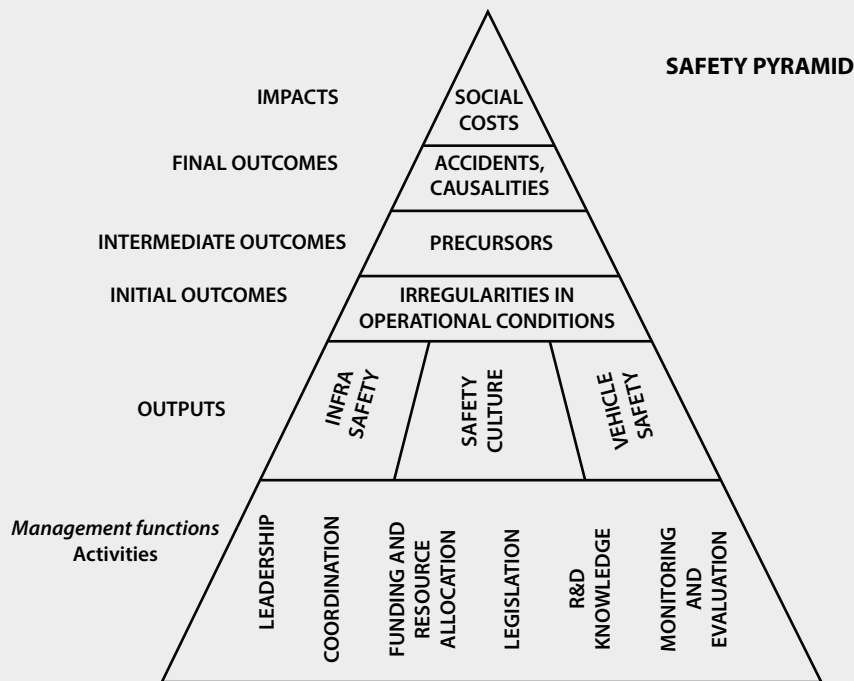 SAFETY PYRAMID
IMPACTS
SOCIAL
COSTS
FINAL OUTCOMES
ACCIDENTS,
CAUSALITIES
INTERMEDIATE OUTCOMES
PRECURSORS
INITIAL OUTCOMES
IRREGULARITIES IN
OPERATIONAL CONDITIONS
OUTPUTS
INFRA
SAFETY
SAFETY
CULTURE
VEHICLE
SAFETY
Management functions
Activities
LEADERSHIP
COORDINATION
FUNDING AND
RESOURCE
ALLOCATION
LEGISLATION
R&D
KNOWLEDGE
MONITORING
AND
EVALUATION